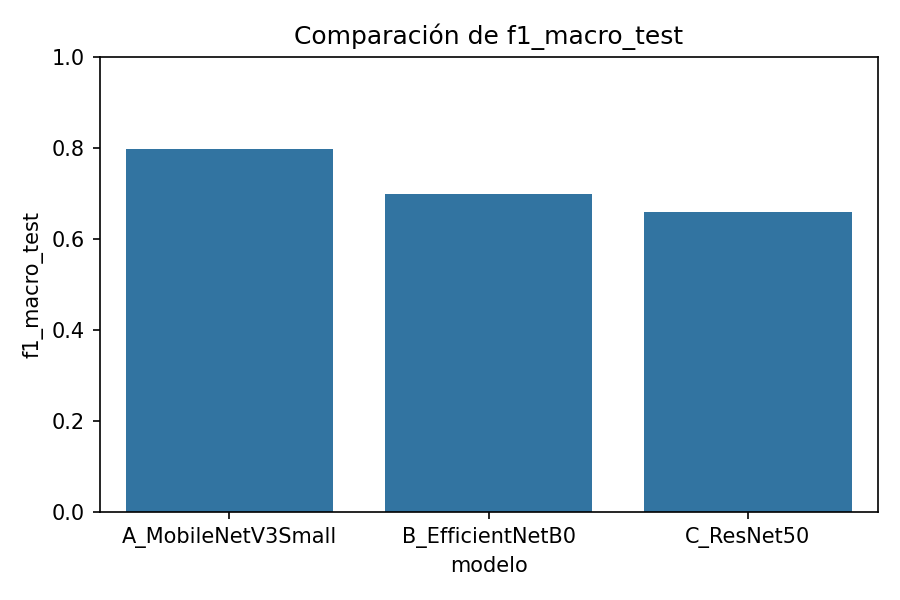 Comparación de f1_macro_test
1.0
0.8
0.6
0.4
0.2
0.0
f1_macro_test
A_MobileNetV3Small
B_EfficientNetB0
C_ResNet50
modelo